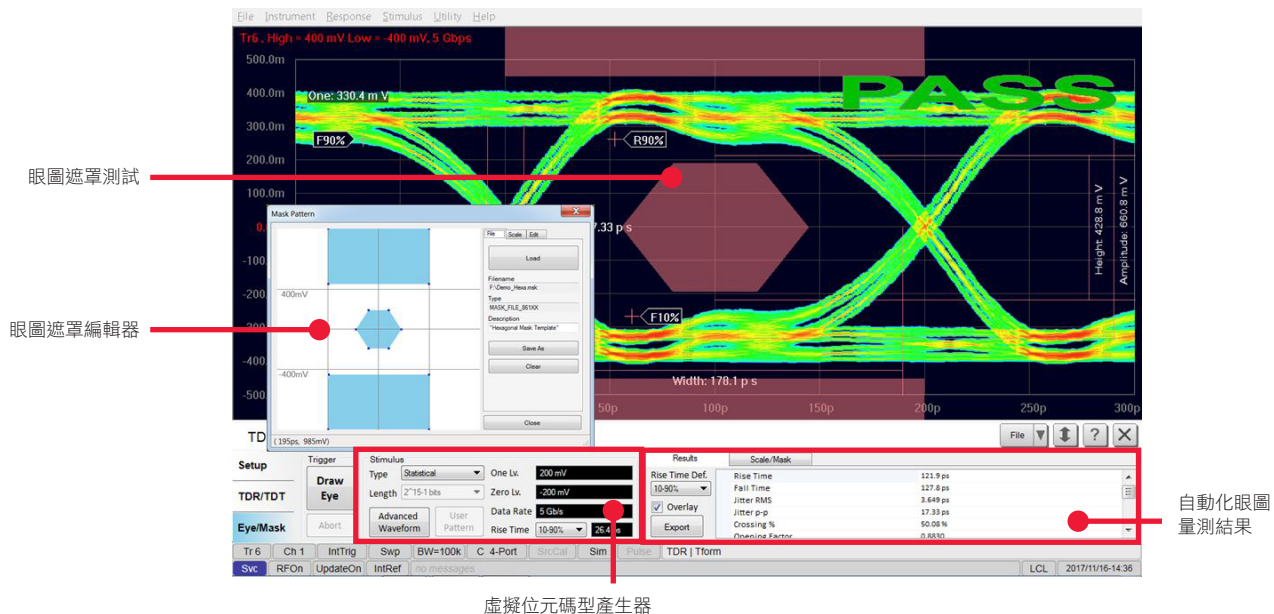 File Instrument Response Stimulus Utility Help
Tr6 , High = 400 mV Low = -400 mV, 5 Gbps
500.0m
400.0m
One: 330.4 m V
PASS
300.0m
F90%
R90%
200.0m
眼圖遮罩測試
100.0m
Height: 428.8 m V
Amplitude: 660.8 m V
7.33 p s
-100.
-200.
F10%
-400.
Width: 178.1 p s
-500.
50p
100p
150p
200p
250p
300p
Mask Pattern
File
Scale
Edit
Load
Filename
F:\Demo_Hexa.msk
Type
MASK_FILE_861XX
Description
"Hexagonal Mask Template"
Save As
Clear
Close
400mV
-400mV
( 195ps, 985mV)
眼圖遮罩編輯器
TD
File
?
Setup
TDR/TDT
Eye/Mask
Trigger
Draw
Eye
Abort
Stimulus
Type Statistical
Length 2^15-1 bits
Advanced
Waveform
User
Pattern
One Lv. 200 mV
Zero Lv. -200 mV
Data Rate 5 Gb/s
Rise Time 10-90%
Results
Scale/Mask
Rise Time Def.
10-90%
Overlay
Export
Rise Time 121.9 ps
Fall Time 127.8 ps
Jitter RMS 3.649 ps
Jitter p-p 17.33 ps
Crossing % 50.08 %
Opening Factor 0.8830
自動化眼圖
量測結果
Tr 6 Ch 1 IntTrig Swp BW=100k C 4-Port SrcCal Sim Pulse TDR | Tform
Svc RFOn UpdateOn IntRef no messages LCL 2017/11/16-14:36
虛擬位元碼型產生器